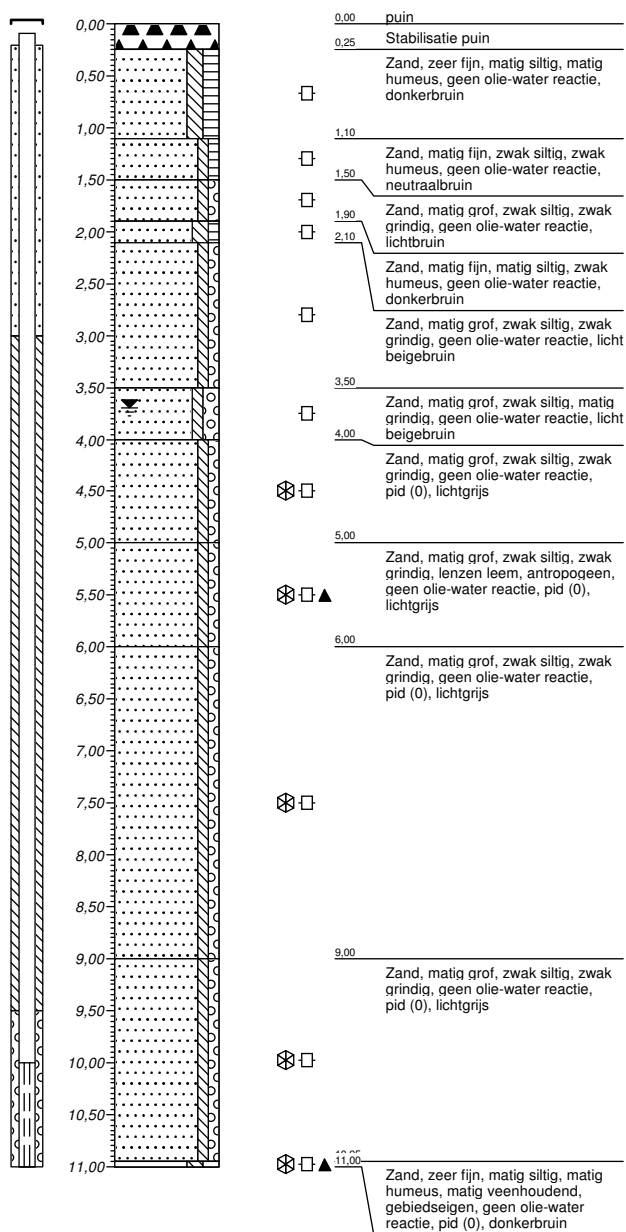 0,00
0,50
1,00
1,50
2,00
2,50
3,00
3,50
4,00
4,50
5,00
5,50
6,00
6,50
7,00
7,50
8,00
8,50
9,00
9,50
10,00
10,50
11,00
0,00
puin
0,25
Stabilisatie puin
Zand, zeer fijn, matig siltig, matig
humeus, geen olie-water reactie,
donkerbruin
1,10
Zand, matig fijn, zwak siltig, zwak
humeus, geen olie-water reactie,
neutraalbruin
1,50
Zand, matig grof, zwak siltig, zwak
grindig, geen olie-water reactie,
lichtbruin
1,90
Zand, matig fijn, matig siltig, zwak
humeus, geen olie-water reactie,
donkerbruin
2,10
Zand, matig grof, zwak siltig, zwak
grindig, geen olie-water reactie, licht
beigebruin
3,50
Zand, matig grof, zwak siltig, matig
grindig, geen olie-water reactie, licht
beigebruin
4,00
Zand, matig grof, zwak siltig, zwak
grindig, geen olie-water reactie,
pid (0), lichtgrijs
5,00
Zand, matig grof, zwak siltig, zwak
grindig, lenzen leem, antropogeen,
geen olie-water reactie, pid (0),
lichtgrijs
6,00
Zand, matig grof, zwak siltig, zwak
grindig, geen olie-water reactie,
pid (0), lichtgrijs
9,00
Zand, matig grof, zwak siltig, zwak
grindig, geen olie-water reactie,
pid (0), lichtgrijs
11,00
Zand, zeer fijn, matig siltig, matig
humeus, matig veenhoudend,
gebiedseigen, geen olie-water
reactie, pid (0), donkerbruin